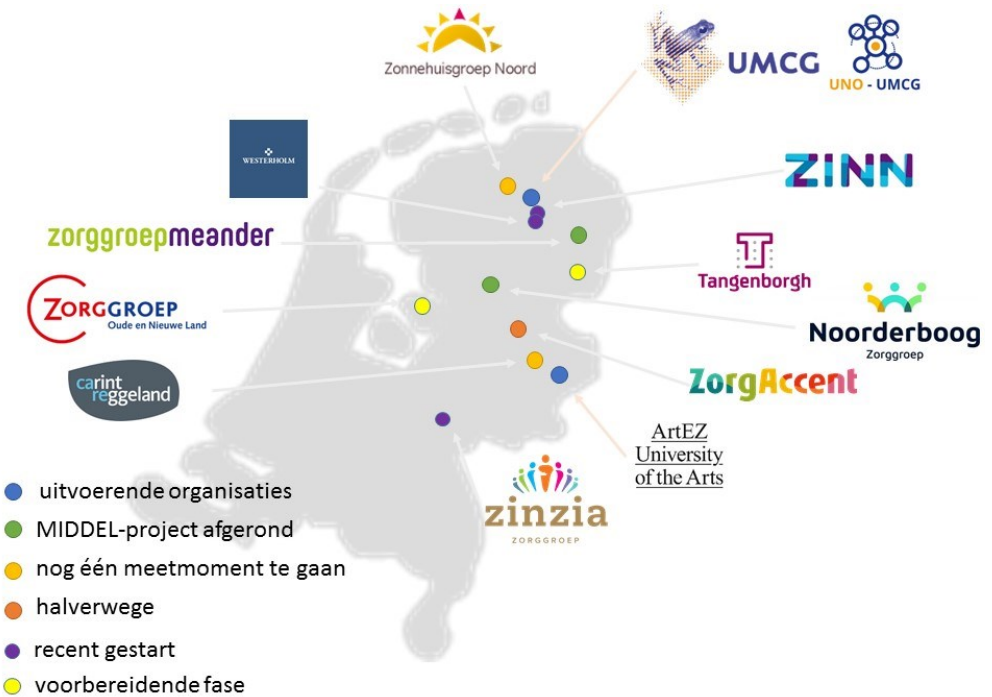 Zonnehuisgroep Noord
UMCG
UNO - UMCG
WESTERHOLM
ZINN
zorggroepmeander
Tangenborgh
ZORGGROEP
Oude en Nieuwe Land
Noorderboog
Zorggroep
carint
reggeland
ZorgAccent
ArtEZ
University
of the Arts
zinzia
ZORGGROEP
uitvoerende organisaties
MIDDEL-project afgerond
nog één meetmoment te gaan
halverwege
recent gestart
voorbereidende fase